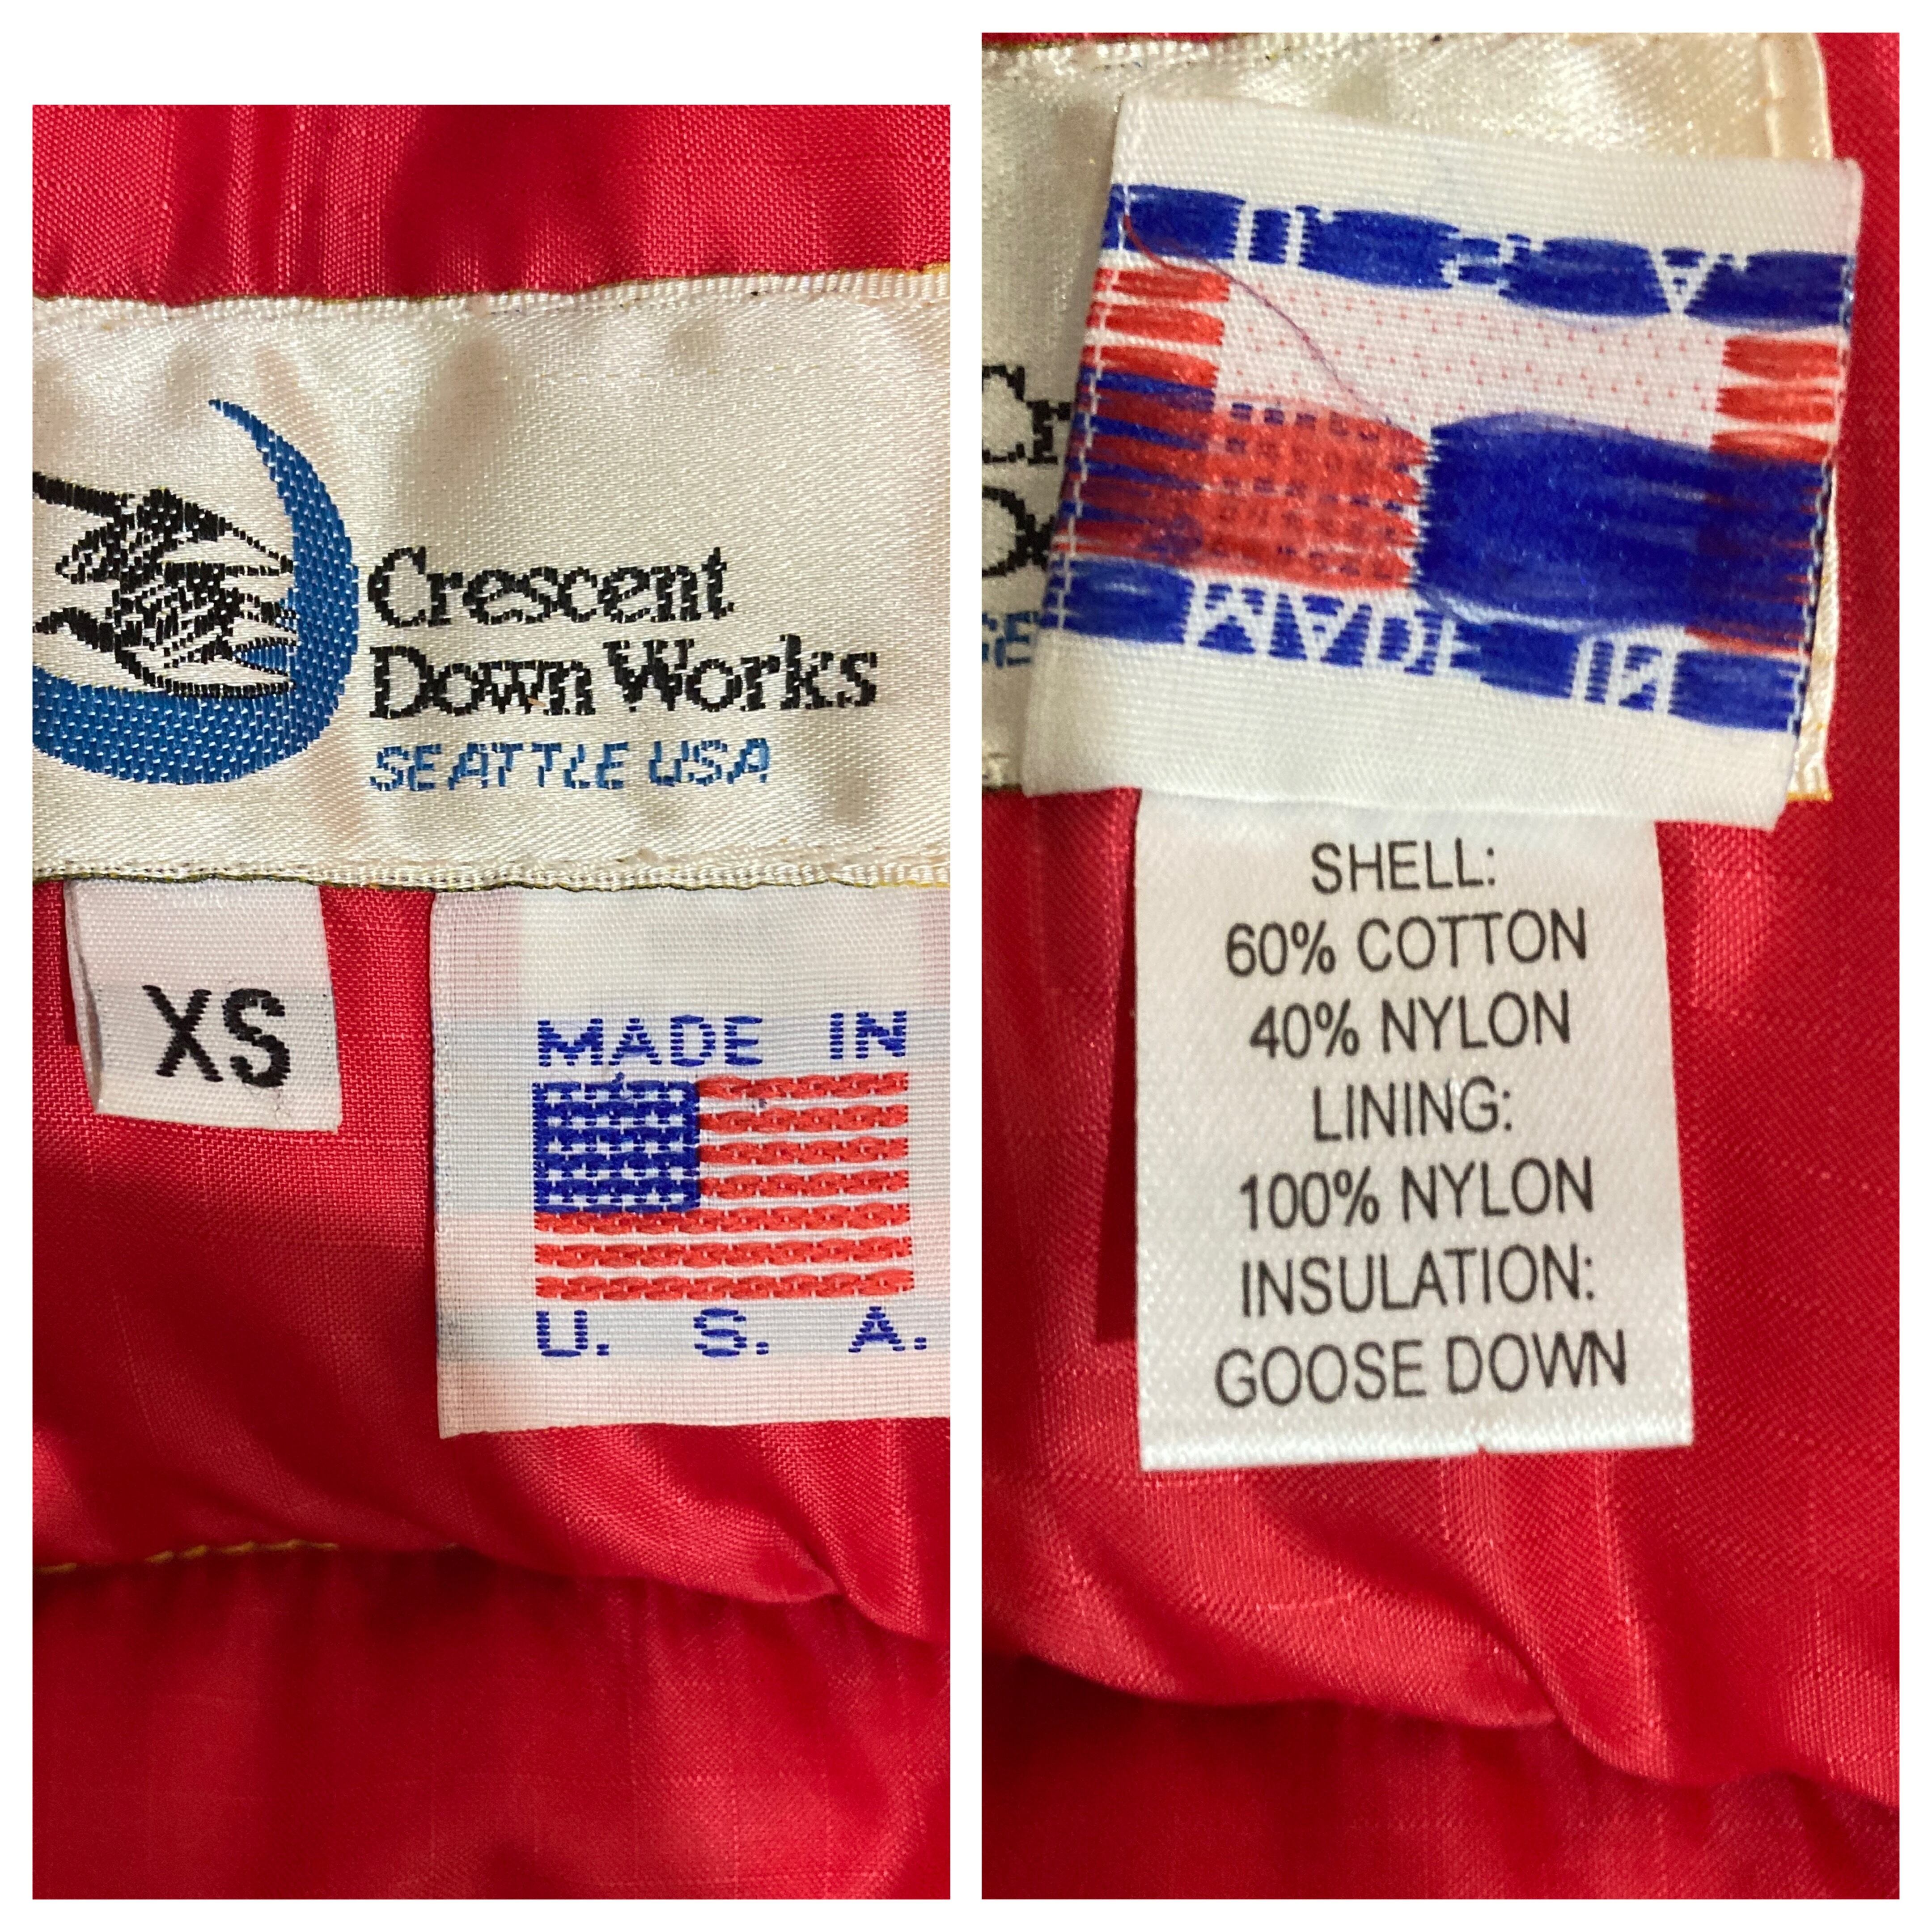 Crescent
Down Works
SEATTLE USA
XS
MADE IN
U. S. A.
Cr
SHELL:
60% COTTON
40% NYLON
LINING:
100% NYLON
INSULATION:
GOOSE DOWN